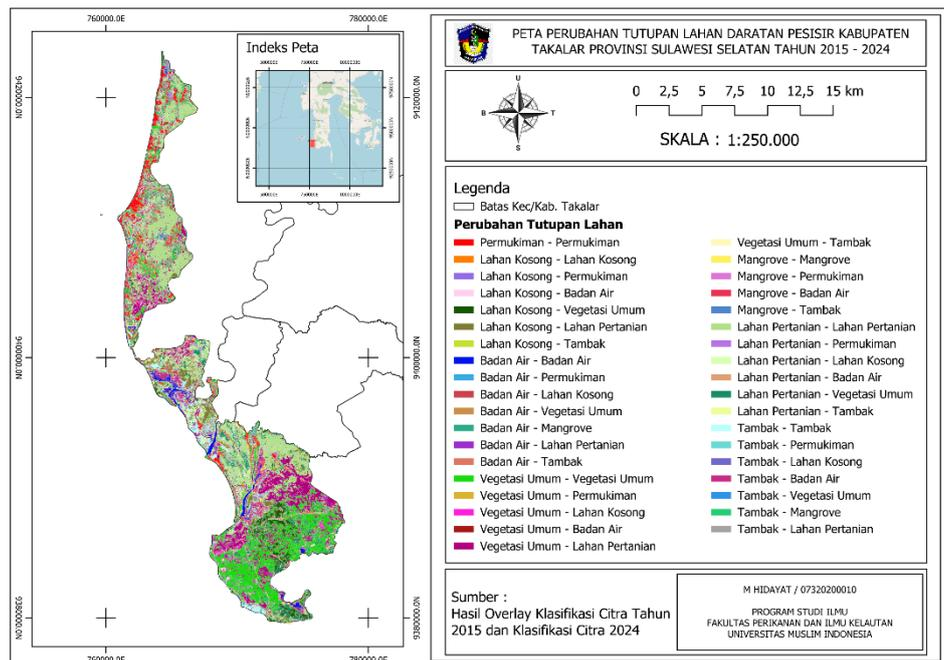 760000.0E
780000.0E
9420000.0N
9420000.0N
9400000.0N
9400000.0N
9380000.0N
9380000.0N
760000.0E
780000.0E
Indeks Peta
PETA PERUBAHAN TUTUPAN LAHAN DARATAN PESISIR KABUPATEN
TAKALAR PROVINSI SULAWESI SELATAN TAHUN 2015 - 2024
U
B
T
S
0 2,5 5 7,5 10 12,5 15 km
SKALA : 1:250.000
Legenda
Batas Kec/Kab. Takalar
Perubahan Tutupan Lahan
Permukiman - Permukiman
Lahan Kosong - Lahan Kosong
Lahan Kosong - Permukiman
Lahan Kosong - Badan Air
Lahan Kosong - Vegetasi Umum
Lahan Kosong - Lahan Pertanian
Lahan Kosong - Tambak
Badan Air - Badan Air
Badan Air - Permukiman
Badan Air - Lahan Kosong
Badan Air - Vegetasi Umum
Badan Air - Mangrove
Badan Air - Lahan Pertanian
Badan Air - Tambak
Vegetasi Umum - Vegetasi Umum
Vegetasi Umum - Permukiman
Vegetasi Umum - Lahan Kosong
Vegetasi Umum - Badan Air
Vegetasi Umum - Lahan Pertanian
Vegetasi Umum - Tambak
Mangrove - Mangrove
Mangrove - Permukiman
Mangrove - Badan Air
Mangrove - Tambak
Lahan Pertanian - Lahan Pertanian
Lahan Pertanian - Permukiman
Lahan Pertanian - Lahan Kosong
Lahan Pertanian - Badan Air
Lahan Pertanian - Vegetasi Umum
Lahan Pertanian - Tambak
Tambak - Tambak
Tambak - Permukiman
Tambak - Lahan Kosong
Tambak - Badan Air
Tambak - Vegetasi Umum
Tambak - Mangrove
Tambak - Lahan Pertanian
Sumber :
Hasil Overlay Klasifikasi Citra Tahun
2015 dan Klasifikasi Citra 2024
M HIDAYAT / 07320200010
PROGRAM STUDI ILMU
FAKULTAS PERIKANAN DAN ILMU KELAUTAN
UNIVERSITAS MUSLIM INDONESIA